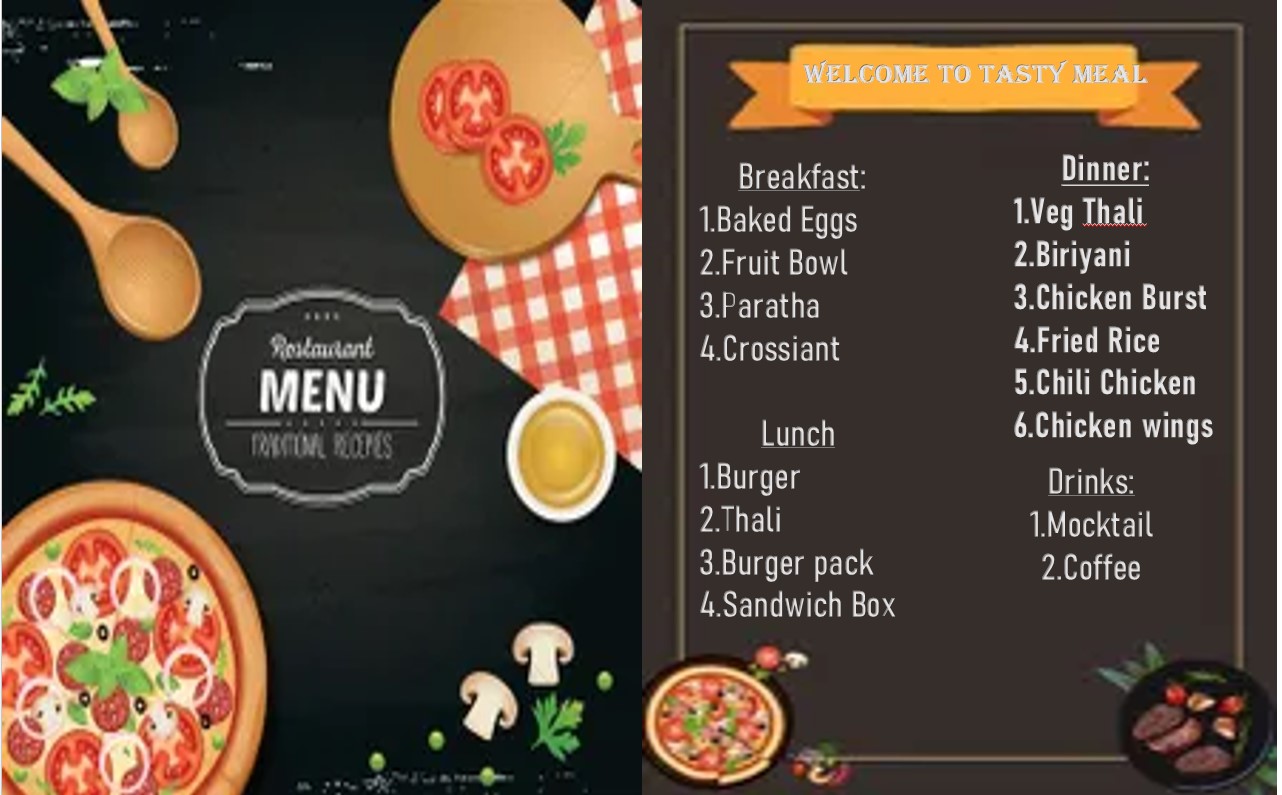 Restaurant
MENU
TRADITIONAL RECEPIES
WELCOME TO TASTY MEAL
Breakfast:
1.Baked Eggs
2.Fruit Bowl
3.Paratha
4.Crossiant
Lunch
1.Burger
2.Thali
3.Burger pack
4.Sandwich Box
Dinner:
1.Veg Thali
2.Biriyani
3.Chicken Burst
4.Fried Rice
5.Chili Chicken
6.Chicken wings
Drinks:
1.Mocktail
2.Coffee